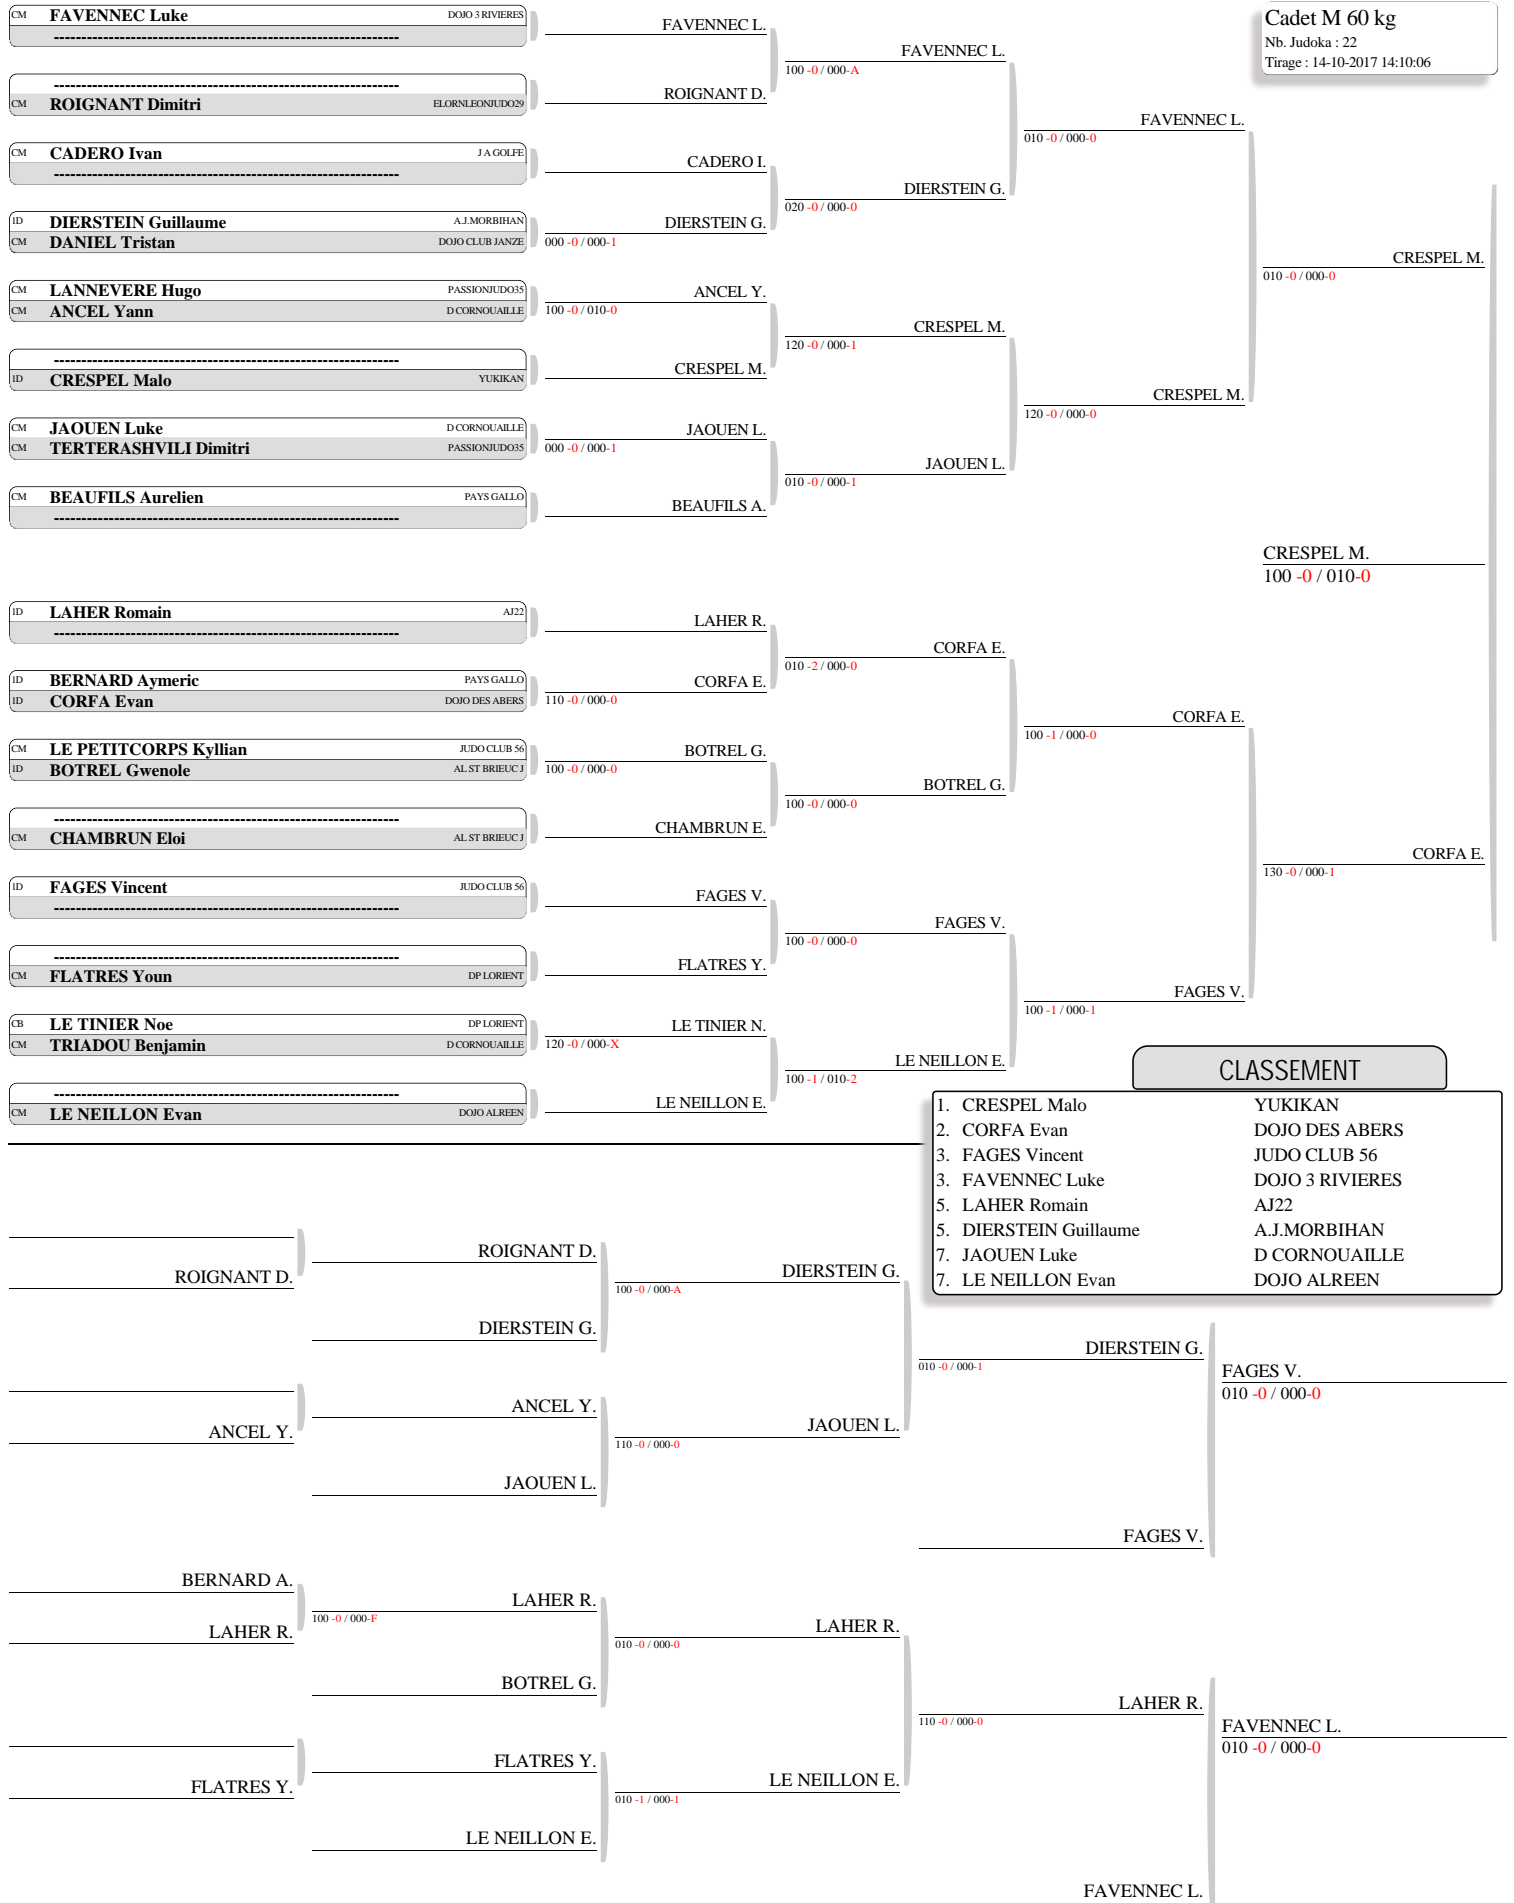 Cadet M 60 kg
Nb. Judoka : 22
Tirage : 14-10-2017 14:10:06
CM FAVENNEC Luke DOJO 3 RIVIERES
----------------------------------------------------------------
----------------------------------------------------------------
CM ROIGNANT Dimitri ELORNLEONJUDO29
CM CADERO Ivan J A GOLFE
----------------------------------------------------------------
1D DIERSTEIN Guillaume A.J.MORBIHAN
CM DANIEL Tristan DOJO CLUB JANZE
CM LANNEVERE Hugo PASSIONJUDO35
CM ANCEL Yann D CORNOUAILLE
----------------------------------------------------------------
1D CRESPEL Malo YUKIKAN
CM JAOUEN Luke D CORNOUAILLE
CM TERTERASHVILI Dimitri PASSIONJUDO35
CM BEAUFILS Aurelien PAYS GALLO
----------------------------------------------------------------
1D LAHER Romain AJ22
----------------------------------------------------------------
1D BERNARD Aymeric PAYS GALLO
1D CORFA Evan DOJO DES ABERS
CM LE PETITCORPS Kyllian JUDO CLUB 56
1D BOTREL Gwenole AL ST BRIEUC J
----------------------------------------------------------------
CM CHAMBRUN Eloi AL ST BRIEUC J
1D FAGES Vincent JUDO CLUB 56
----------------------------------------------------------------
----------------------------------------------------------------
CM FLATRES Youn DP LORIENT
CB LE TINIER Noe DP LORIENT
CM TRIADOU Benjamin D CORNOUAILLE
----------------------------------------------------------------
CM LE NEILLON Evan DOJO ALREEN
FAVENNEC L.
ROIGNANT D.
CADERO I.
DIERSTEIN G.
000 -0 / 000-1
ANCEL Y.
100 -0 / 010-0
CRESPEL M.
JAOUEN L.
000 -0 / 000-1
BEAUFILS A.
LAHER R.
CORFA E.
110 -0 / 000-0
BOTREL G.
100 -0 / 000-0
CHAMBRUN E.
FAGES V.
FLATRES Y.
LE TINIER N.
120 -0 / 000-X
LE NEILLON E.
FAVENNEC L.
100 -0 / 000-A
DIERSTEIN G.
020 -0 / 000-0
CRESPEL M.
120 -0 / 000-1
JAOUEN L.
010 -0 / 000-1
CORFA E.
010 -2 / 000-0
BOTREL G.
100 -0 / 000-0
FAGES V.
100 -0 / 000-0
LE NEILLON E.
100 -1 / 010-2
FAVENNEC L.
010 -0 / 000-0
CRESPEL M.
120 -0 / 000-0
CORFA E.
100 -1 / 000-0
FAGES V.
100 -1 / 000-1
CRESPEL M.
010 -0 / 000-0
CORFA E.
130 -0 / 000-1
CRESPEL M.
100 -0 / 010-0
CLASSEMENT
1. CRESPEL Malo YUKIKAN
2. CORFA Evan DOJO DES ABERS
3. FAGES Vincent JUDO CLUB 56
3. FAVENNEC Luke DOJO 3 RIVIERES
5. LAHER Romain AJ22
5. DIERSTEIN Guillaume A.J.MORBIHAN
7. JAOUEN Luke D CORNOUAILLE
7. LE NEILLON Evan DOJO ALREEN
ROIGNANT D.
ANCEL Y.
BERNARD A.
LAHER R.
FLATRES Y.
ROIGNANT D.
DIERSTEIN G.
ANCEL Y.
JAOUEN L.
LAHER R.
100 -0 / 000-F
BOTREL G.
FLATRES Y.
LE NEILLON E.
DIERSTEIN G.
100 -0 / 000-A
JAOUEN L.
110 -0 / 000-0
LAHER R.
010 -0 / 000-0
LE NEILLON E.
010 -1 / 000-1
DIERSTEIN G.
010 -0 / 000-1
FAGES V.
LAHER R.
110 -0 / 000-0
FAVENNEC L.
FAGES V.
010 -0 / 000-0
FAVENNEC L.
010 -0 / 000-0